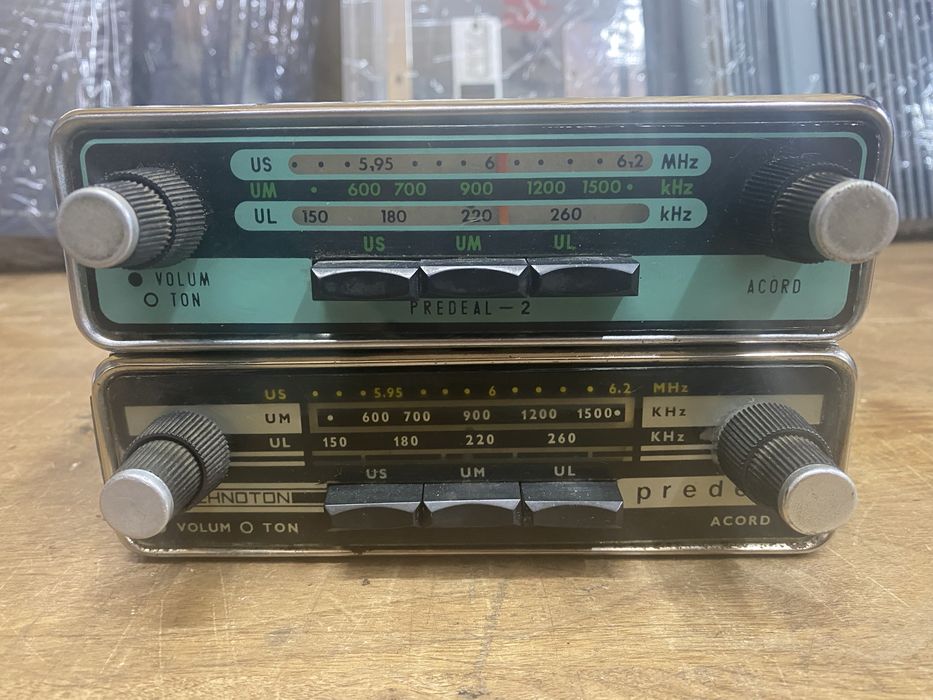 US 5,95 6 6,2 MHz
UM 600 700 900 1200 1500 kHz
UL 150 180 220 260 kHz
US UM UL
VOLUM
TON
PREDEAL-2
ACORD
US 5.95 6 6.2 MHz
UM 600 700 900 1200 1500 KHz
UL 150 180 220 260 KHz
US UM UL
CHNOTON
prede
VOLUM TON
ACORD